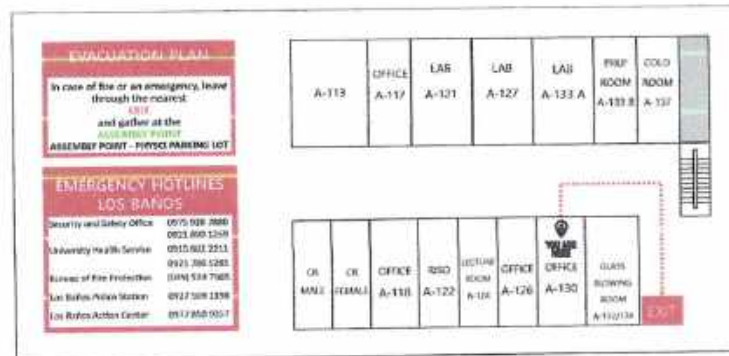 EVACUATION PLAN
In case of fire or an emergency, leave
through the nearest
EXIT
and gather at the
ASSEMBLY POINT
ASSEMBLY POINT - PHYSCI PARKING LOT
EMERGENCY HOTLINES
LOS BAÑOS
Security and Safety Office
University Health Service
Bureau of Fire Protection
Los Baños Police Station
Los Baños Action Center
A-113
OFFICE
A-117
LAB
A-121
LAB
A-127
LAB
A-133 A
PREP
ROOM
A-133 B
COLD
ROOM
A-137
CR
MALE
CR
FEMALE
OFFICE
A-118
RISO
A-122
LECTURE
ROOM
A-124
OFFICE
A-126
YOU ARE
HERE
OFFICE
A-130
GLASS
BLOWING
ROOM
EXIT